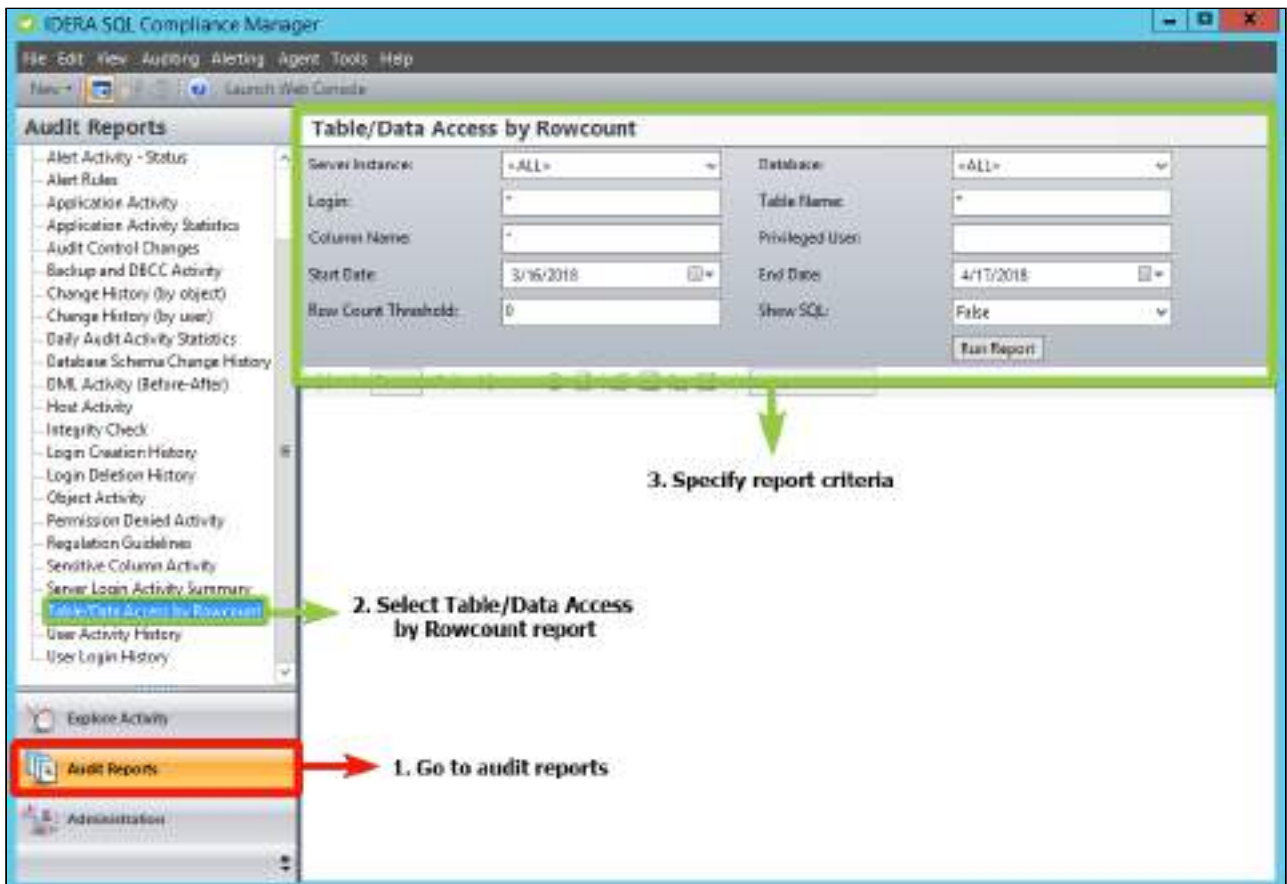 IDERA SQL Compliance Manager
File Edit View Auditing Alerting Agent Tools Help
New Launch Web Console
Audit Reports
Alert Activity - Status
Alert Rules
Application Activity
Application Activity Statistics
Audit Control Changes
Backup and DBCC Activity
Change History (by object)
Change History (by user)
Daily Audit Activity Statistics
Database Schema Change History
DML Activity (Before-After)
Host Activity
Integrity Check
Login Creation History
Login Deletion History
Object Activity
Permission Denied Activity
Regulation Guidelines
Sensitive Column Activity
Server Login Activity Summary
Table/Data Access by Rowcount
User Activity History
User Login History
Explore Activity
Audit Reports
Administration
Table/Data Access by Rowcount
Server Instance: <ALL> Database: <ALL>
Login: * Table Name: *
Column Name: * Privileged User:
Start Date: 3/16/2018 End Date: 4/17/2018
Row Count Threshold: 0 Show SQL: False
Run Report
3. Specify report criteria
2. Select Table/Data Access
by Rowcount report
1. Go to audit reports